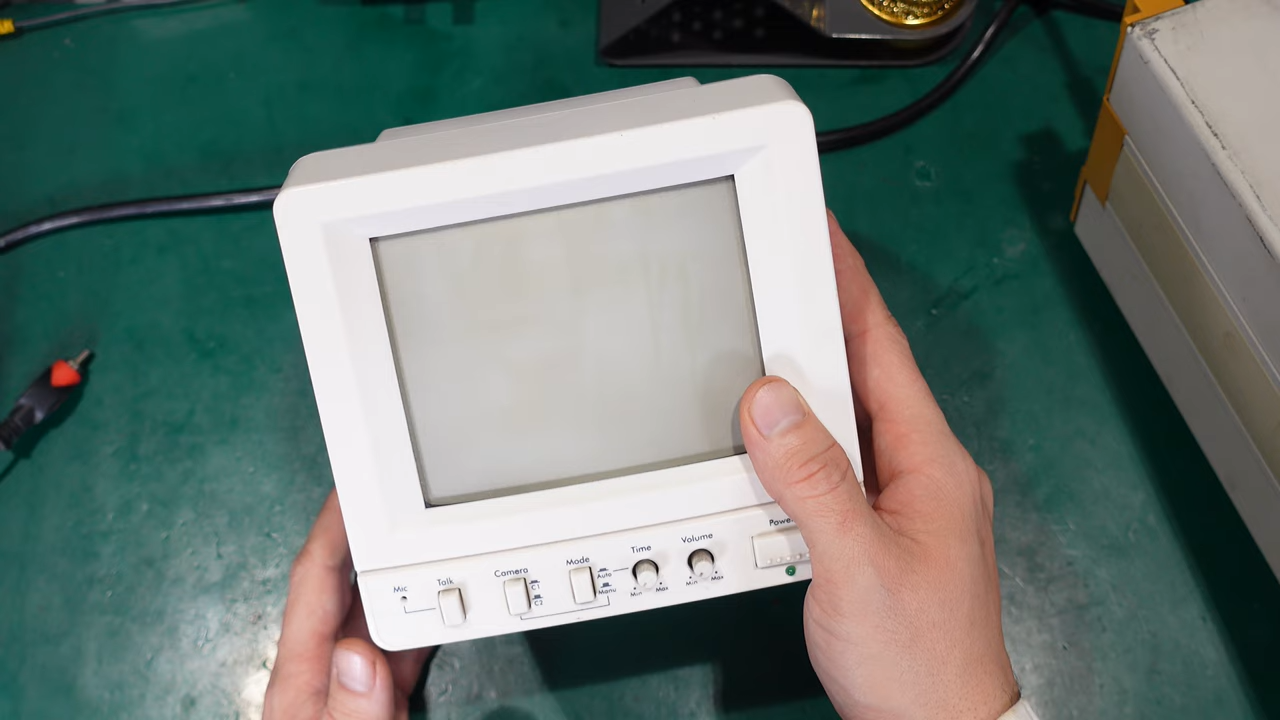 Power
Volume
Time
Mode
Camera
Talk
Mic
Auto
Manu
C1
C2
Min Max
Min Max